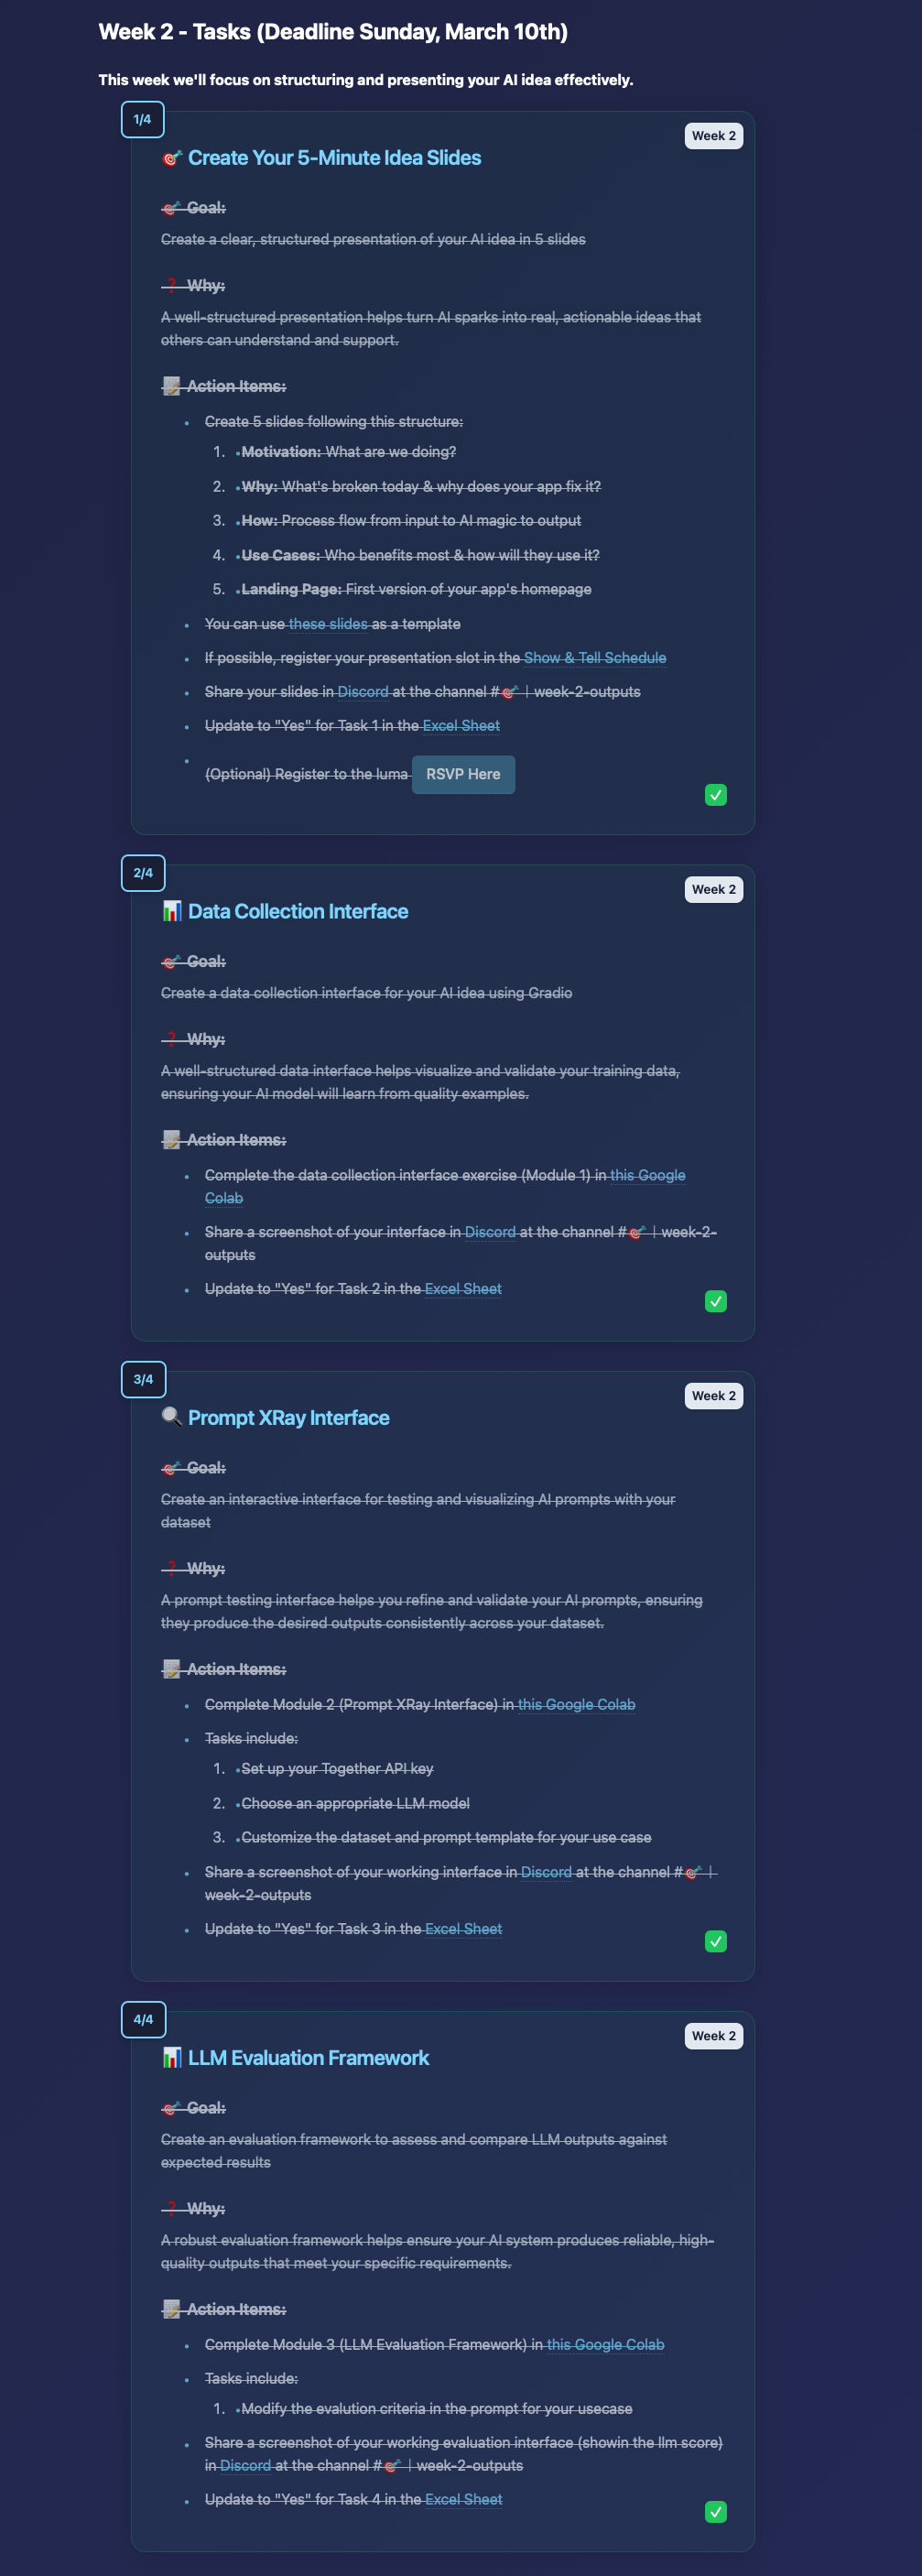 Week 2 - Tasks (Deadline Sunday, March 10th)
This week we'll focus on structuring and presenting your AI idea effectively.
1/4
Week 2
🎯 Create Your 5-Minute Idea Slides
🎯 Goal:
Create a clear, structured presentation of your AI idea in 5 slides
❓ Why:
A well-structured presentation helps turn AI sparks into real, actionable ideas that
others can understand and support.
📝 Action Items:
• Create 5 slides following this structure:
1. •Motivation: What are we doing?
2. •Why: What's broken today & why does your app fix it?
3. •How: Process flow from input to AI magic to output
4. •Use Cases: Who benefits most & how will they use it?
5. •Landing Page: First version of your app's homepage
• You can use these slides as a template
• If possible, register your presentation slot in the Show & Tell Schedule
• Share your slides in Discord at the channel #🎯｜week-2-outputs
• Update to "Yes" for Task 1 in the Excel Sheet
• (Optional) Register to the luma RSVP Here
2/4
Week 2
📊 Data Collection Interface
🎯 Goal:
Create a data collection interface for your AI idea using Gradio
❓ Why:
A well-structured data interface helps visualize and validate your training data,
ensuring your AI model will learn from quality examples.
📝 Action Items:
• Complete the data collection interface exercise (Module 1) in this Google
Colab
• Share a screenshot of your interface in Discord at the channel #🎯｜week-2-
outputs
• Update to "Yes" for Task 2 in the Excel Sheet
3/4
Week 2
🔍 Prompt XRay Interface
🎯 Goal:
Create an interactive interface for testing and visualizing AI prompts with your
dataset
❓ Why:
A prompt testing interface helps you refine and validate your AI prompts, ensuring
they produce the desired outputs consistently across your dataset.
📝 Action Items:
• Complete Module 2 (Prompt XRay Interface) in this Google Colab
• Tasks include:
1. •Set up your Together API key
2. •Choose an appropriate LLM model
3. •Customize the dataset and prompt template for your use case
• Share a screenshot of your working interface in Discord at the channel #🎯｜
week-2-outputs
• Update to "Yes" for Task 3 in the Excel Sheet
4/4
Week 2
📊 LLM Evaluation Framework
🎯 Goal:
Create an evaluation framework to assess and compare LLM outputs against
expected results
❓ Why:
A robust evaluation framework helps ensure your AI system produces reliable, high-
quality outputs that meet your specific requirements.
📝 Action Items:
• Complete Module 3 (LLM Evaluation Framework) in this Google Colab
• Tasks include:
1. •Modify the evalution criteria in the prompt for your usecase
• Share a screenshot of your working evaluation interface (showin the llm score)
in Discord at the channel #🎯｜week-2-outputs
• Update to "Yes" for Task 4 in the Excel Sheet